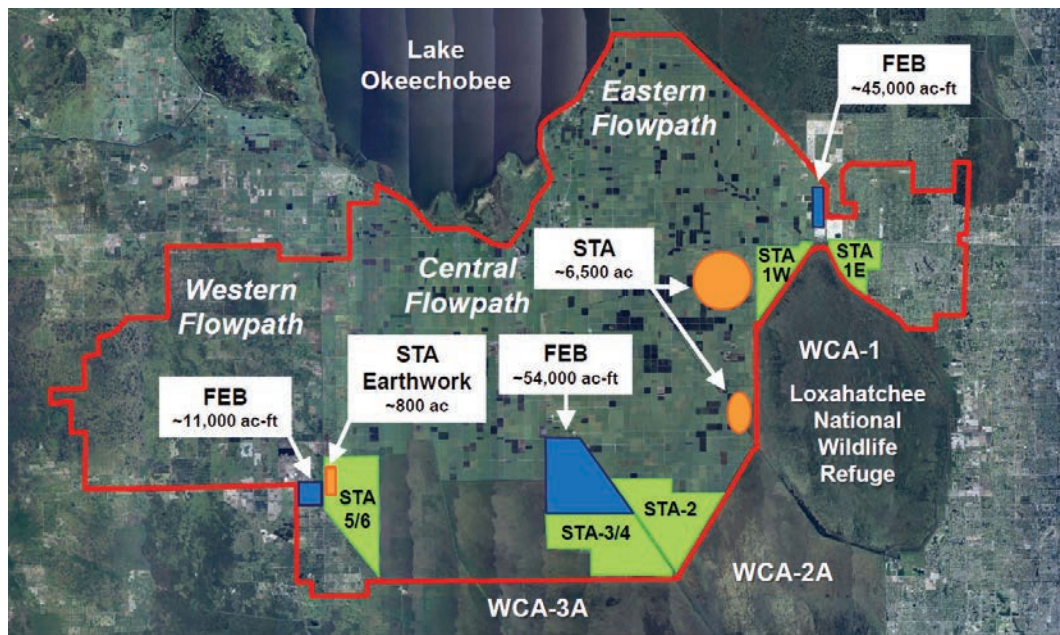 Lake
Okeechobee
Eastern
Flowpath
FEB
~45,000 ac-ft
STA
~6,500 ac
STA
1W
STA
1E
Central
Flowpath
Western
Flowpath
STA
Earthwork
~800 ac
FEB
~54,000 ac-ft
FEB
~11,000 ac-ft
WCA-1
Loxahatchee
National
Wildlife
Refuge
STA
5/6
STA-2
STA-3/4
WCA-2A
WCA-3A